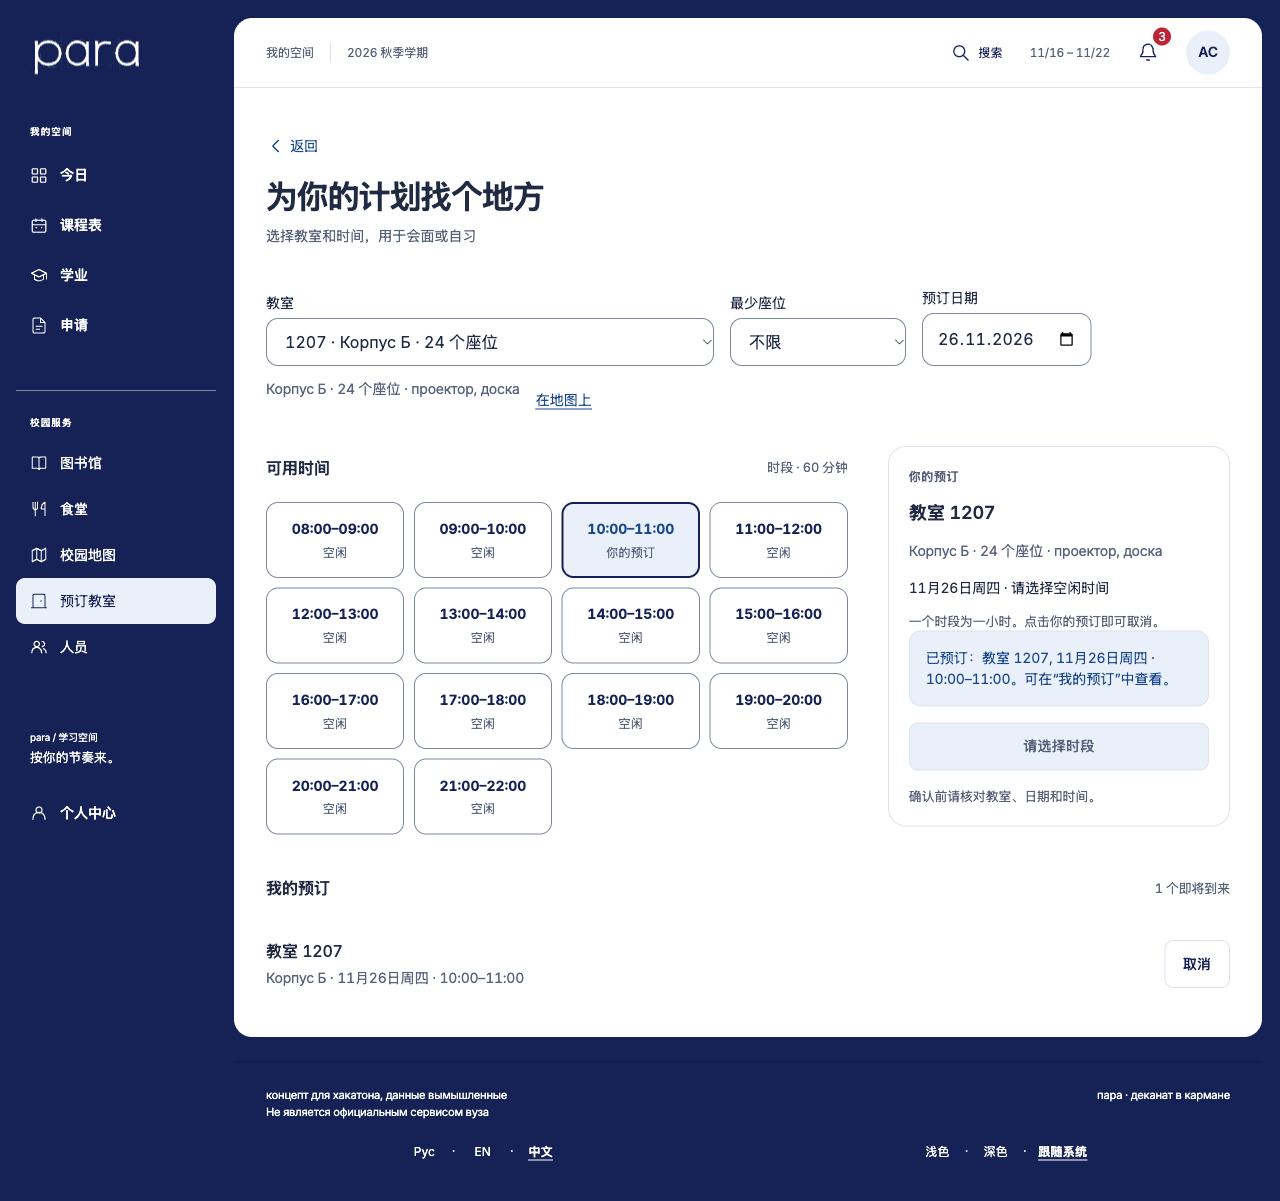 para
我的空间
今日
课程表
学业
申请
校园服务
图书馆
食堂
校园地图
预订教室
人员
para / 学习空间
按你的节奏来。
个人中心
我的空间
2026 秋季学期
搜索
11/16 – 11/22
3
AC
返回
为你的计划找个地方
选择教室和时间，用于会面或自习
教室
1207 · Корпус Б · 24 个座位
最少座位
不限
预订日期
26.11.2026
Корпус Б · 24 个座位 · проектор, доска
在地图上
可用时间
时段 · 60 分钟
08:00–09:00
空闲
09:00–10:00
空闲
10:00–11:00
你的预订
11:00–12:00
空闲
12:00–13:00
空闲
13:00–14:00
空闲
14:00–15:00
空闲
15:00–16:00
空闲
16:00–17:00
空闲
17:00–18:00
空闲
18:00–19:00
空闲
19:00–20:00
空闲
20:00–21:00
空闲
21:00–22:00
空闲
你的预订
教室 1207
Корпус Б · 24 个座位 · проектор, доска
11月26日周四 · 请选择空闲时间
一个时段为一小时。点击你的预订即可取消。
已预订：教室 1207, 11月26日周四 ·
10:00–11:00。可在“我的预订”中查看。
请选择时段
确认前请核对教室、日期和时间。
我的预订
1 个即将到来
教室 1207
Корпус Б · 11月26日周四 · 10:00–11:00
取消
концепт для хакатона, данные вымышленные
Не является официальным сервисом вуза
пара · деканат в кармане
Рус · EN · 中文
浅色 · 深色 · 跟随系统